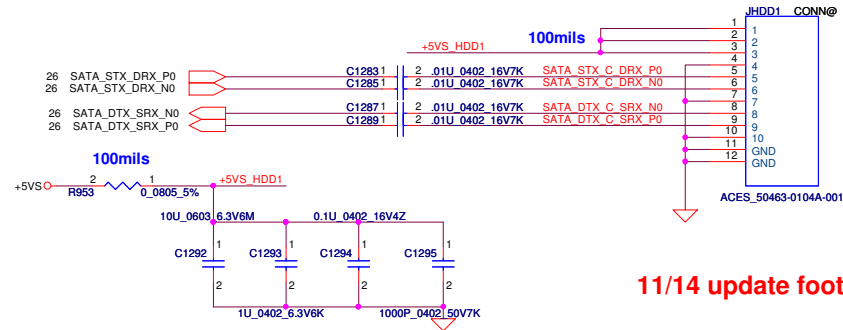 JHDD1 CONN@
+5VS_HDD1 100mils 1 1
2 2
3 3
4 4
26 SATA_STX_DRX_P0 C1283 1 2 .01U_0402_16V7K SATA_STX_C_DRX_P0 5 5
26 SATA_STX_DRX_N0 C1285 1 2 .01U_0402_16V7K SATA_STX_C_DRX_N0 6 6
7 7
26 SATA_DTX_SRX_N0 C1287 1 2 .01U_0402_16V7K SATA_DTX_C_SRX_N0 8 8
26 SATA_DTX_SRX_P0 C1289 1 2 .01U_0402_16V7K SATA_DTX_C_SRX_P0 9 9
10 10
11 GND
12 GND
ACES_50463-0104A-001
100mils
+5VS 2 1 +5VS_HDD1
R953 0_0805_5%
10U_0603_6.3V6M 0.1U_0402_16V4Z
1 1 1 1
C1292 C1293 C1294 C1295
2 2 2 2
1U_0402_6.3V6K 1000P_0402_50V7K
11/14 update foot